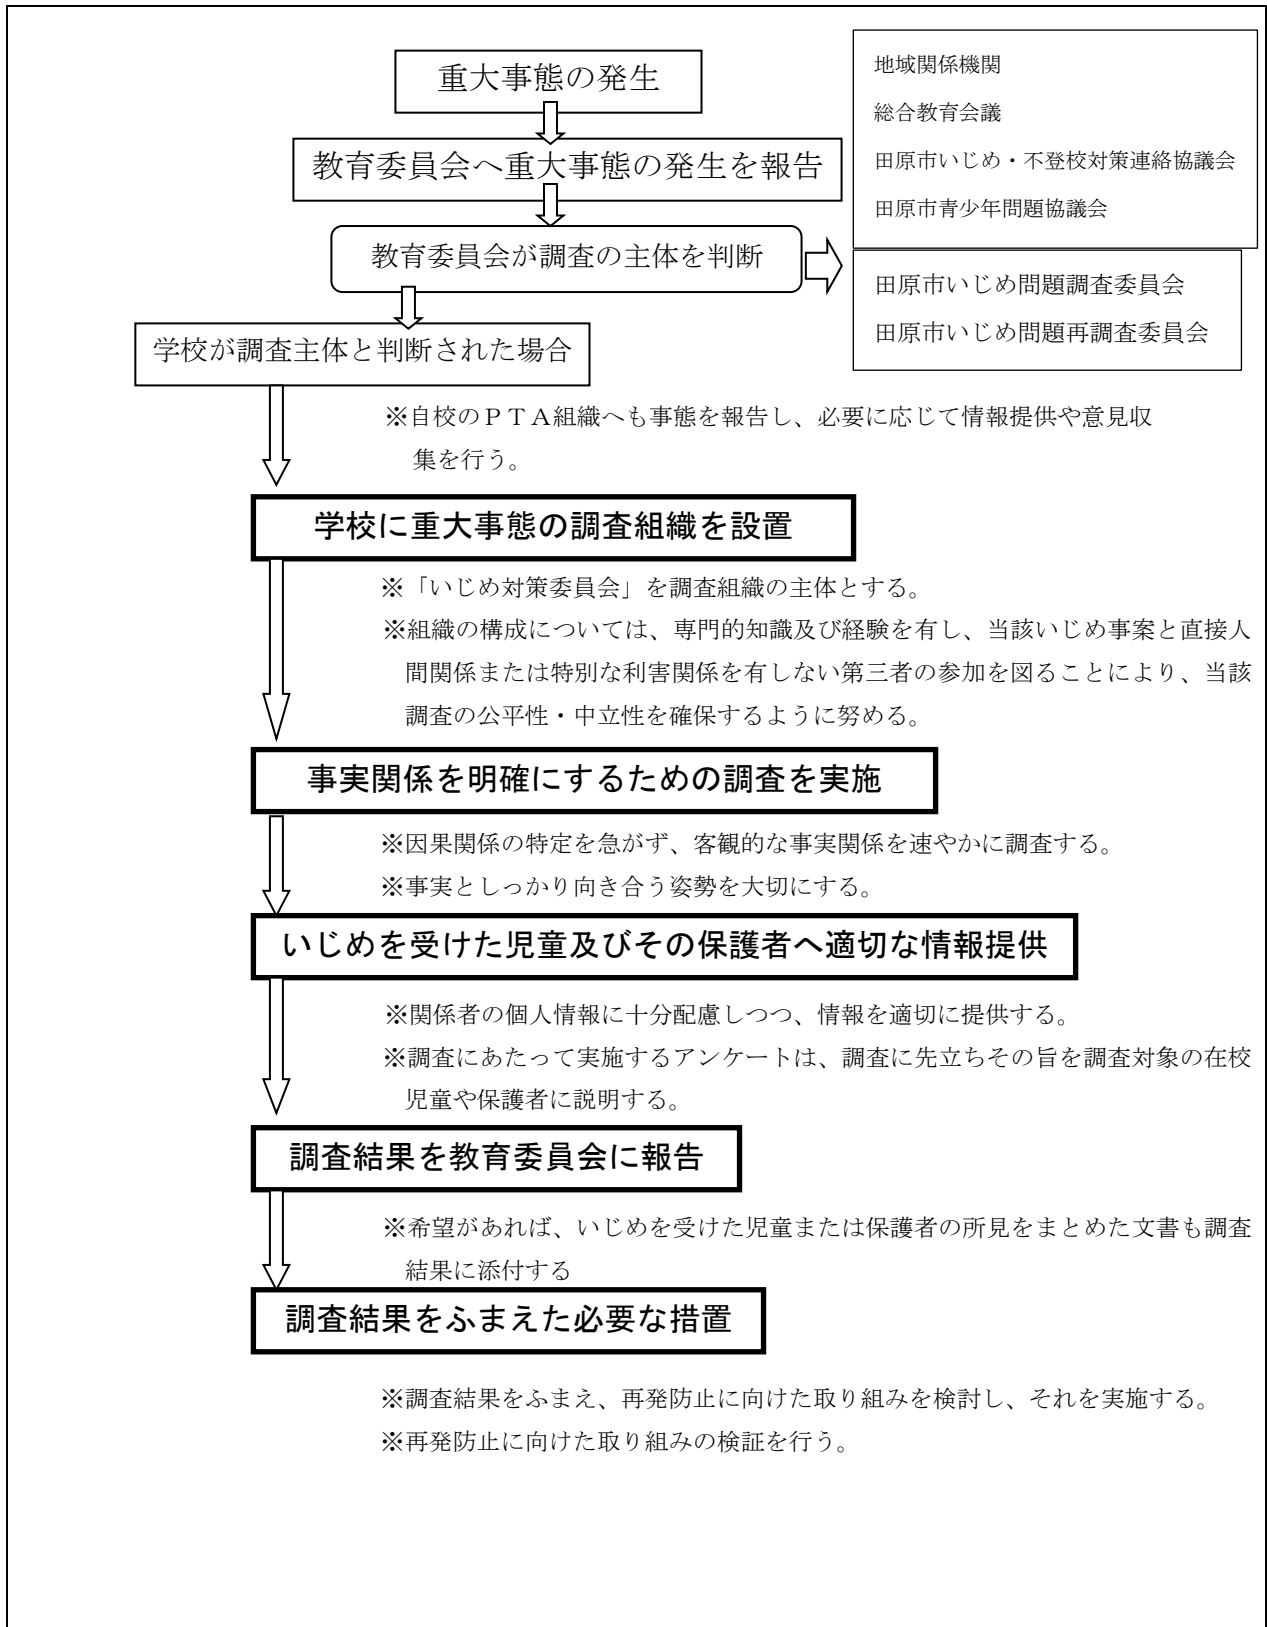 重大事態の発生
教育委員会へ重大事態の発生を報告
教育委員会が調査の主体を判断
地域関係機関
総合教育会議
田原市いじめ・不登校対策連絡協議会
田原市青少年問題協議会
田原市いじめ問題調査委員会
田原市いじめ問題再調査委員会
学校が調査主体と判断された場合
※自校のＰＴＡ組織へも事態を報告し、必要に応じて情報提供や意見収
集を行う。
学校に重大事態の調査組織を設置
※「いじめ対策委員会」を調査組織の主体とする。
※組織の構成については、専門的知識及び経験を有し、当該いじめ事案と直接人
間関係または特別な利害関係を有しない第三者の参加を図ることにより、当該
調査の公平性・中立性を確保するように努める。
事実関係を明確にするための調査を実施
※因果関係の特定を急がず、客観的な事実関係を速やかに調査する。
※事実としっかり向き合う姿勢を大切にする。
いじめを受けた児童及びその保護者へ適切な情報提供
※関係者の個人情報に十分配慮しつつ、情報を適切に提供する。
※調査にあたって実施するアンケートは、調査に先立ちその旨を調査対象の在校
児童や保護者に説明する。
調査結果を教育委員会に報告
※希望があれば、いじめを受けた児童または保護者の所見をまとめた文書も調査
結果に添付する
調査結果をふまえた必要な措置
※調査結果をふまえ、再発防止に向けた取り組みを検討し、それを実施する。
※再発防止に向けた取り組みの検証を行う。